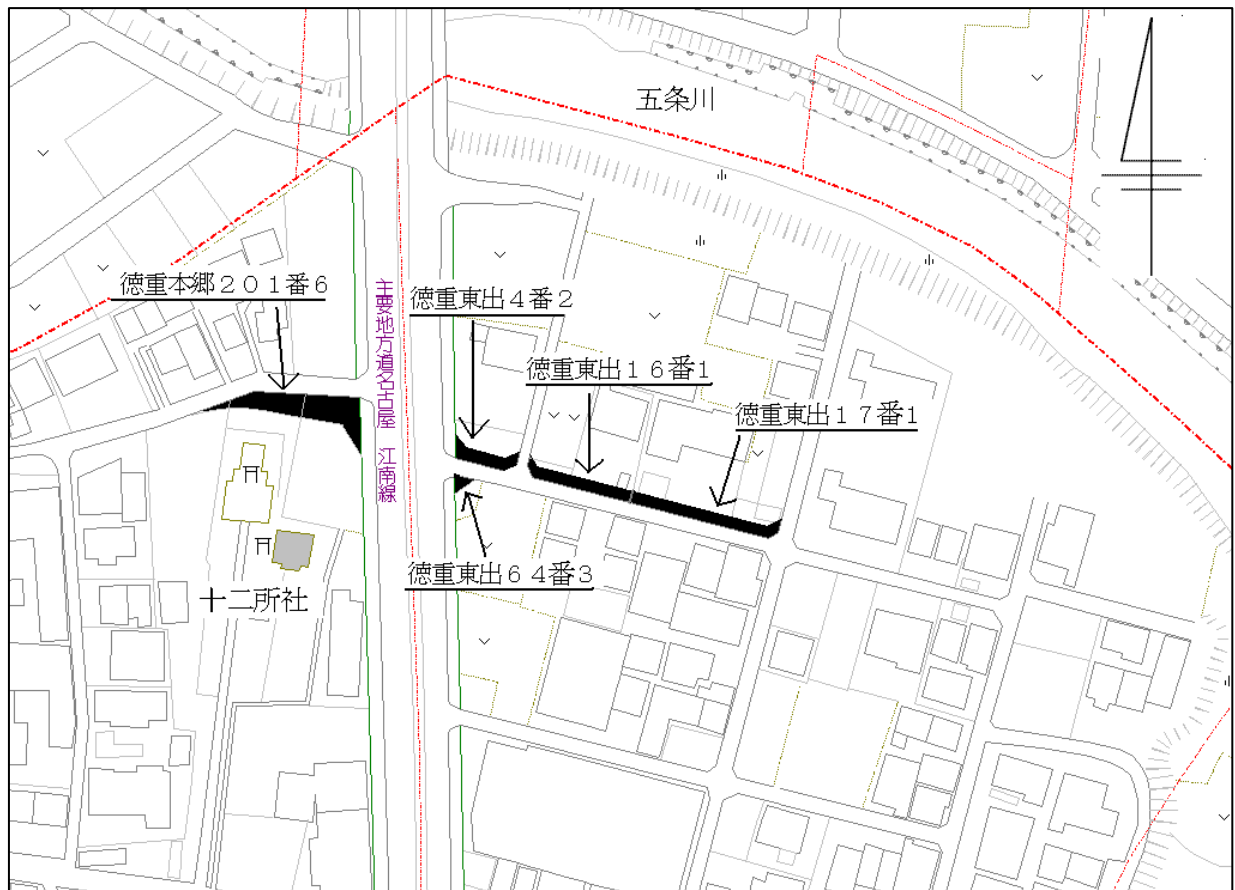 五条川
徳重本郷２０１番６
主要地方道名古屋　江南線
徳重東出４番２
徳重東出１６番１
徳重東出１７番１
徳重東出６４番３
十二所社